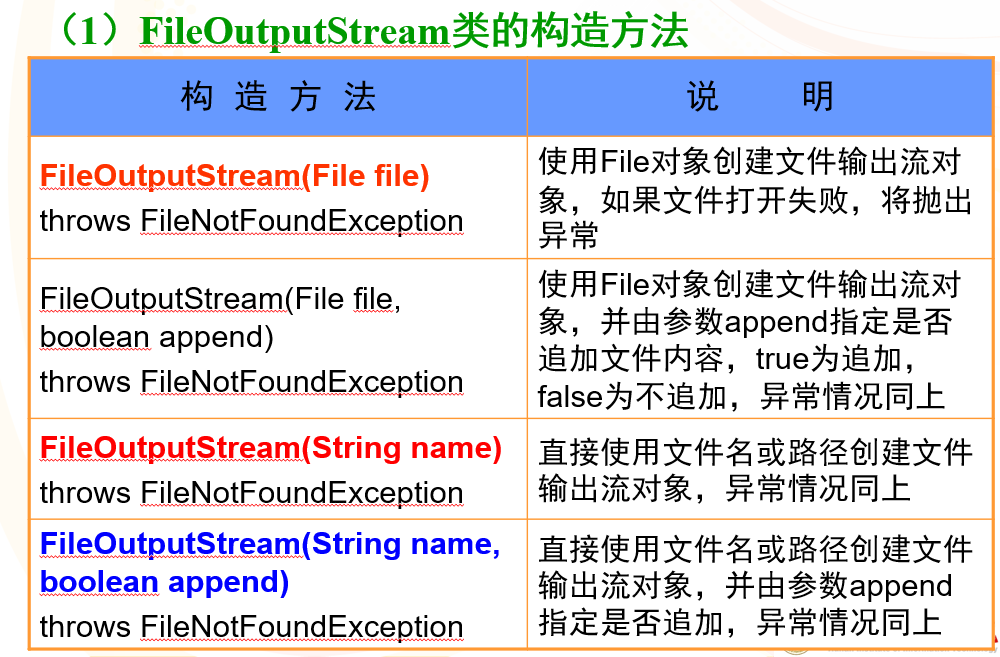 （1）FileOutputStream类的构造方法
构 造 方 法
说 明
FileOutputStream(File file)
throws FileNotFoundException
使用File对象创建文件输出流对
象，如果文件打开失败，将抛出
异常
FileOutputStream(File file,
boolean append)
throws FileNotFoundException
使用File对象创建文件输出流对
象，并由参数append指定是否
追加文件内容，true为追加，
false为不追加，异常情况同上
FileOutputStream(String name)
throws FileNotFoundException
直接使用文件名或路径创建文件
输出流对象，异常情况同上
FileOutputStream(String name,
boolean append)
throws FileNotFoundException
直接使用文件名或路径创建文件
输出流对象，并由参数append
指定是否追加，异常情况同上